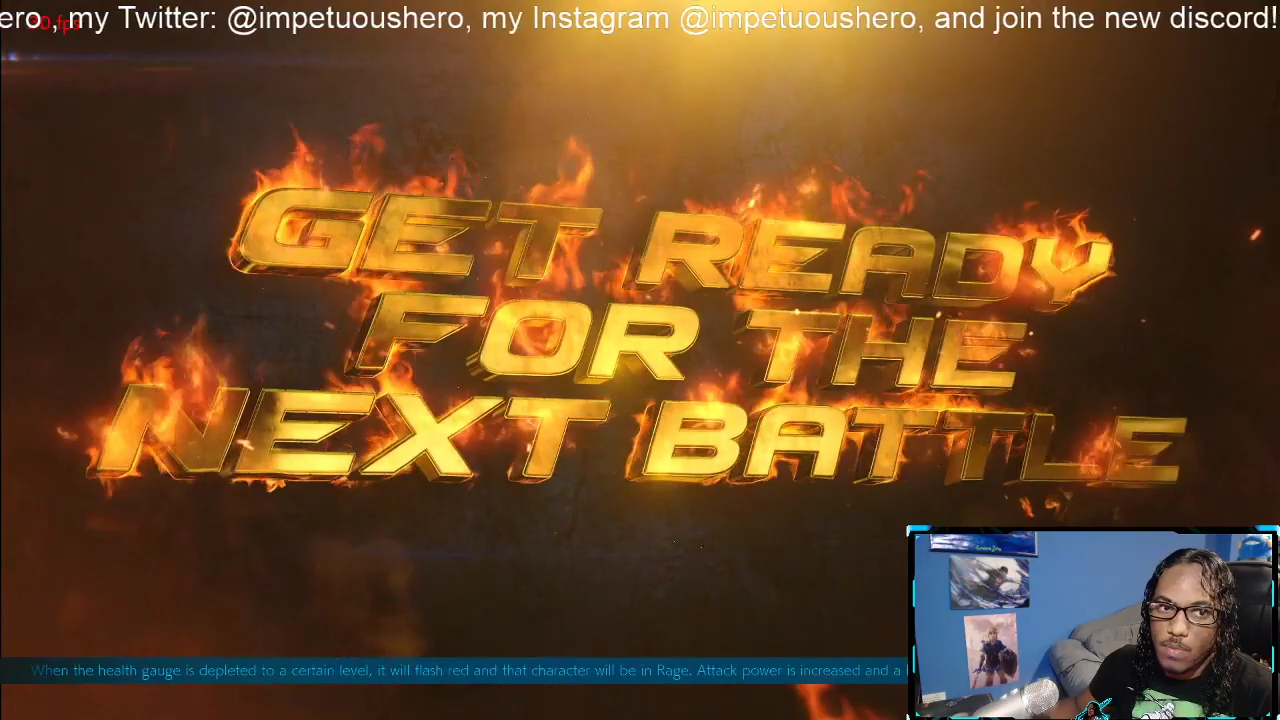 ero, my Twitter: @impetuoushero, my Instagram @impetuoushero, and join the new discord!
GET READY
FOR THE
NEXT BATTLE
When the health gauge is depleted to a certain level, it will flash red and that character will be in Rage. Attack power is increased and a